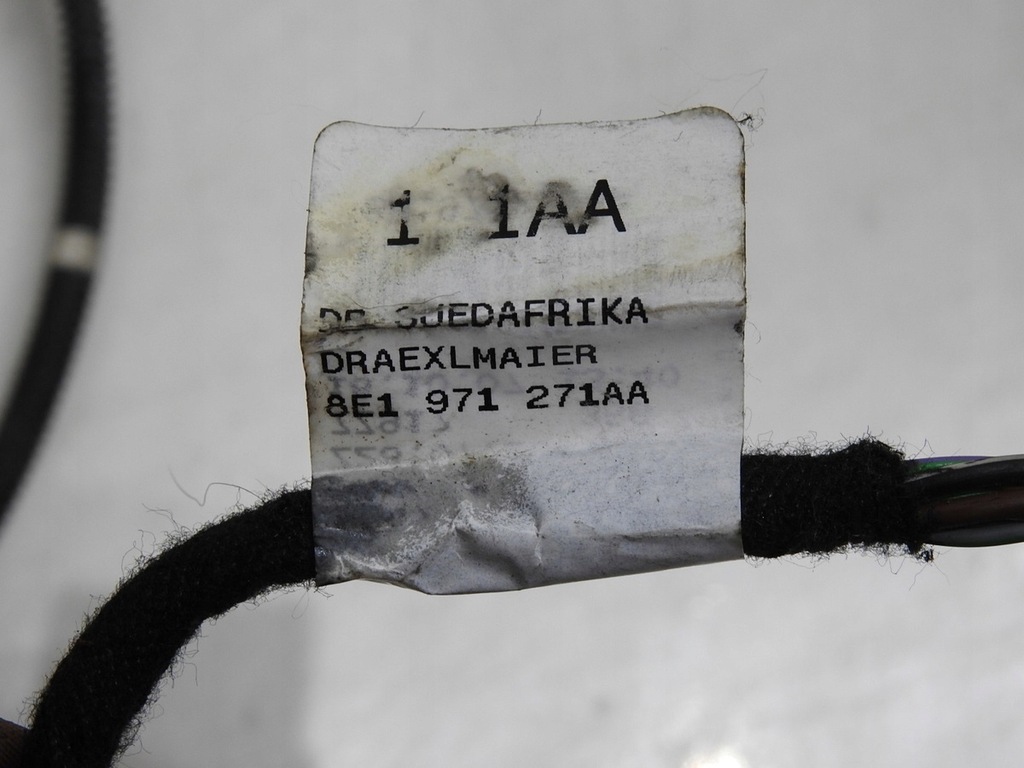 1 1AA
SUEDAFRIKA
DRAEXLMAIER
8E1 971 271AA